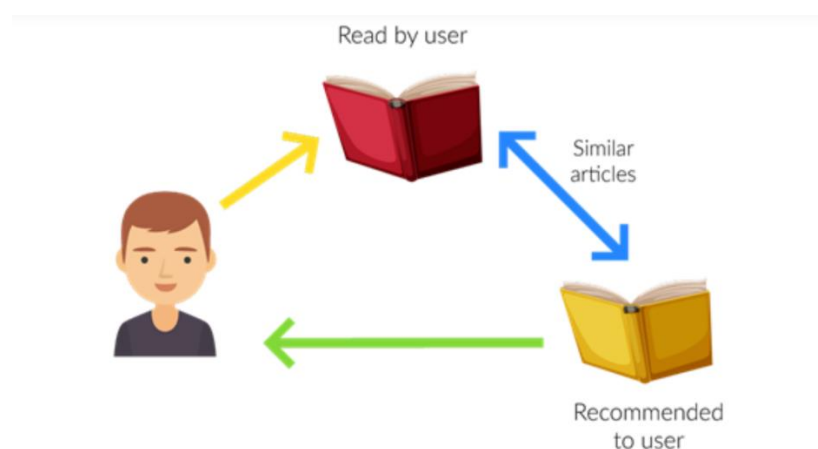 Read by user
Similar
articles
Recommended
to user